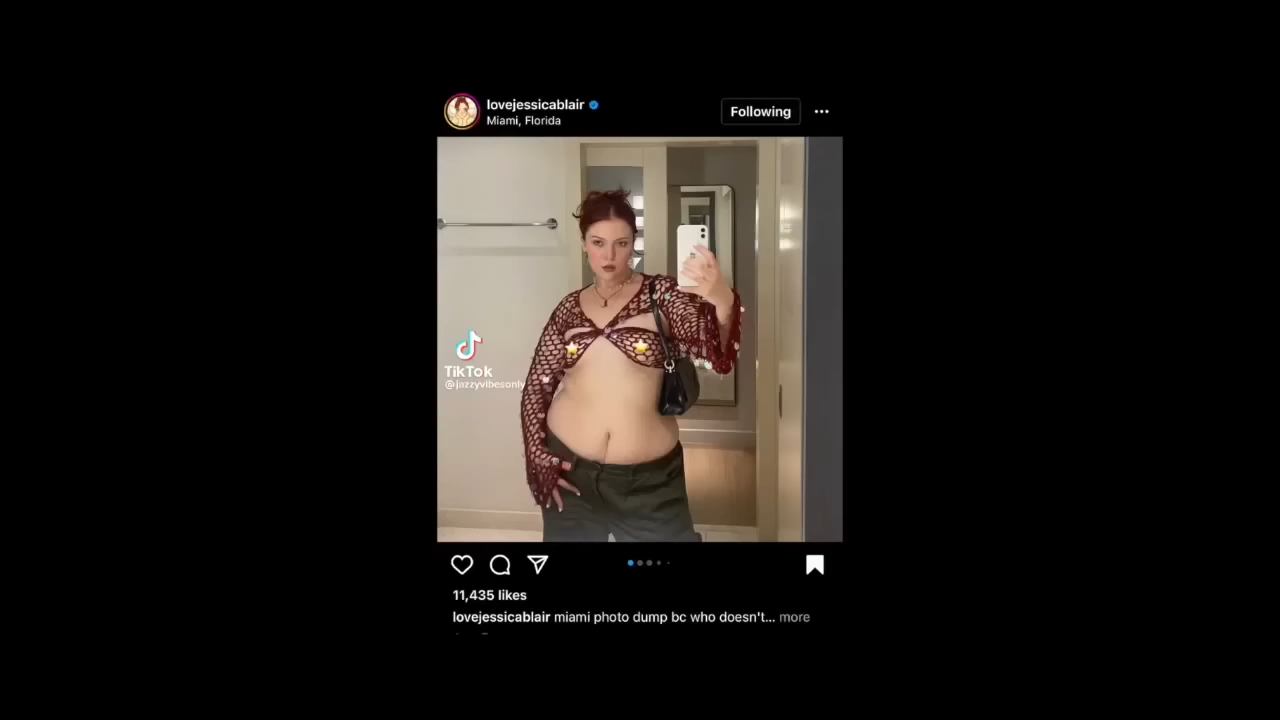 lovejessicablair
Miami, Florida
Following
TikTok
@jazzyvibesonly
11,435 likes
lovejessicablair miami photo dump bc who doesn't... more